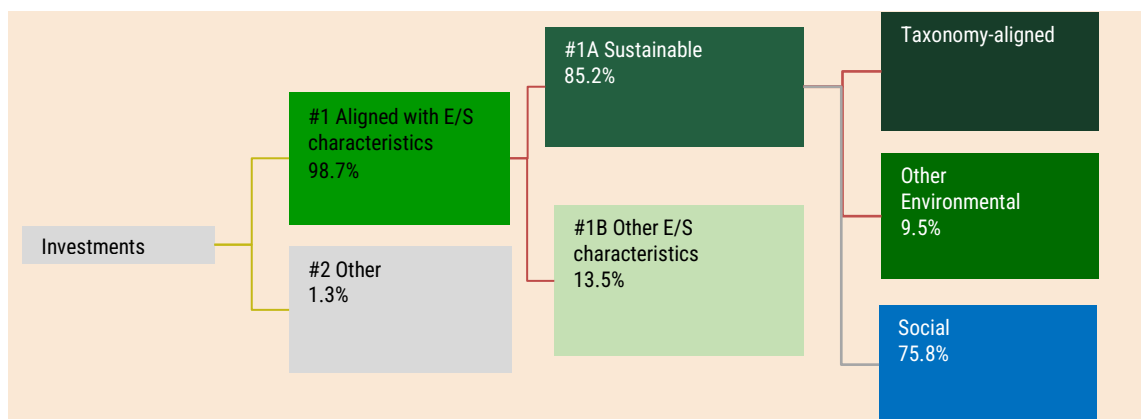 Investments
#1 Aligned with E/S
characteristics
98.7%
#2 Other
1.3%
#1A Sustainable
85.2%
#1B Other E/S
characteristics
13.5%
Taxonomy-aligned
Other
Environmental
9.5%
Social
75.8%